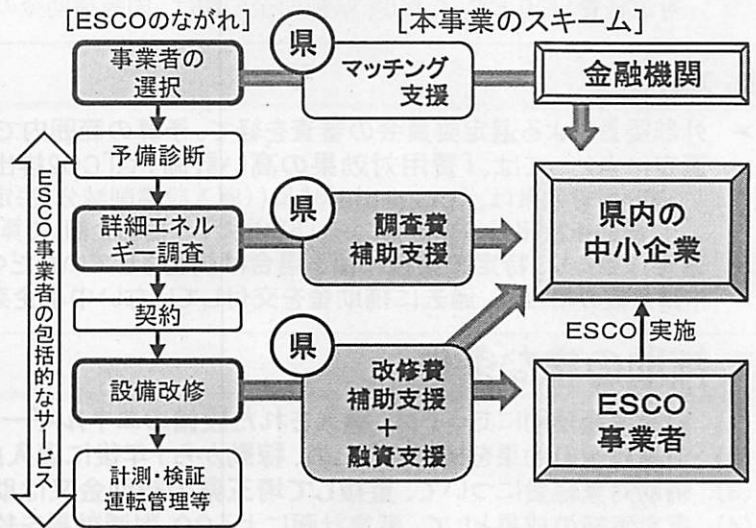 [ESCOのながれ]
[本事業のスキーム]
事業者の
選択
県
マッチング
支援
金融機関
予備診断
詳細エネル
ギー調査
県
調査費
補助支援
県内の
中小企業
契約
ESCO 実施
設備改修
県
改修費
補助支援
＋
融資支援
ESCO
事業者
計測・検証
運転管理等
ESCO事業者の包括的なサービス